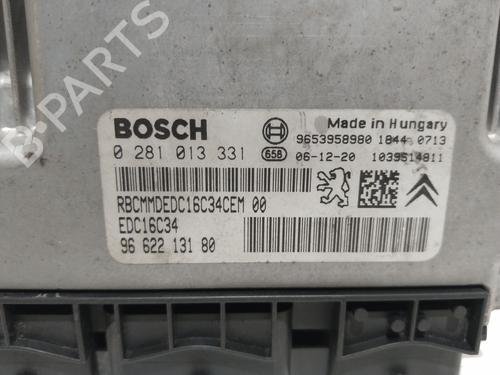 BOSCH
Made in Hungary
9653958980 1844 0713
0 281 013 331 658 06-12-20 1039S14811
RBCMMDEDC16C34CEM 00
EDC16C34
96 622 131 80
B-PARTS